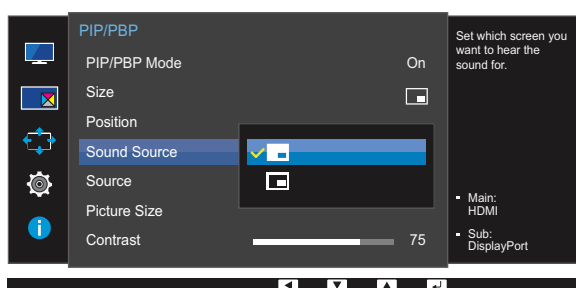 PIP/PBP
PIP/PBP Mode On
Size
Position
Sound Source
Source
Picture Size
Contrast 75
Set which screen you
want to hear the
sound for.
Main:
HDMI
Sub:
DisplayPort